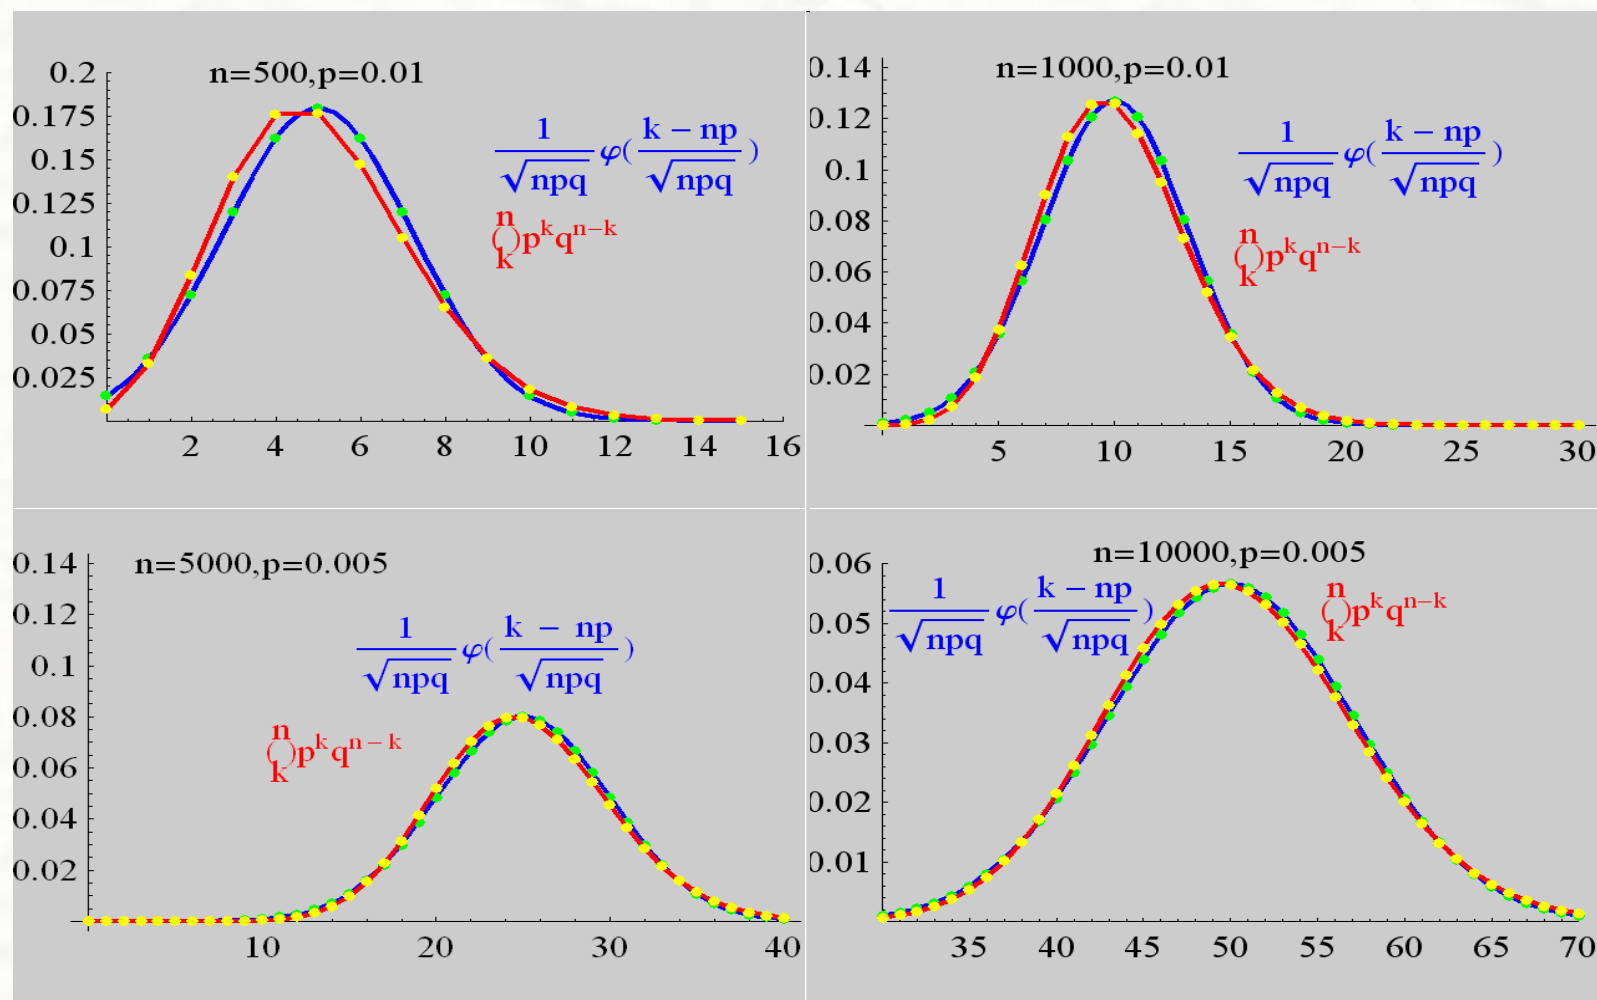 n=500,p=0.01
0.2
0.175
0.15
0.125
0.1
0.075
0.05
0.025
2 4 6 8 10 12 14 16
1/√npq φ(k − np/√npq)
(n k)p^k q^n−k
n=1000,p=0.01
0.14
0.12
0.1
0.08
0.06
0.04
0.02
5 10 15 20 25 30
1/√npq φ(k − np/√npq)
(n k)p^k q^n−k
n=5000,p=0.005
0.14
0.12
0.1
0.08
0.06
0.04
0.02
10 20 30 40
1/√npq φ(k − np/√npq)
(n k)p^k q^n−k
n=10000,p=0.005
0.06
0.05
0.04
0.03
0.02
0.01
35 40 45 50 55 60 65 70
1/√npq φ(k − np/√npq)
(n k)p^k q^n−k